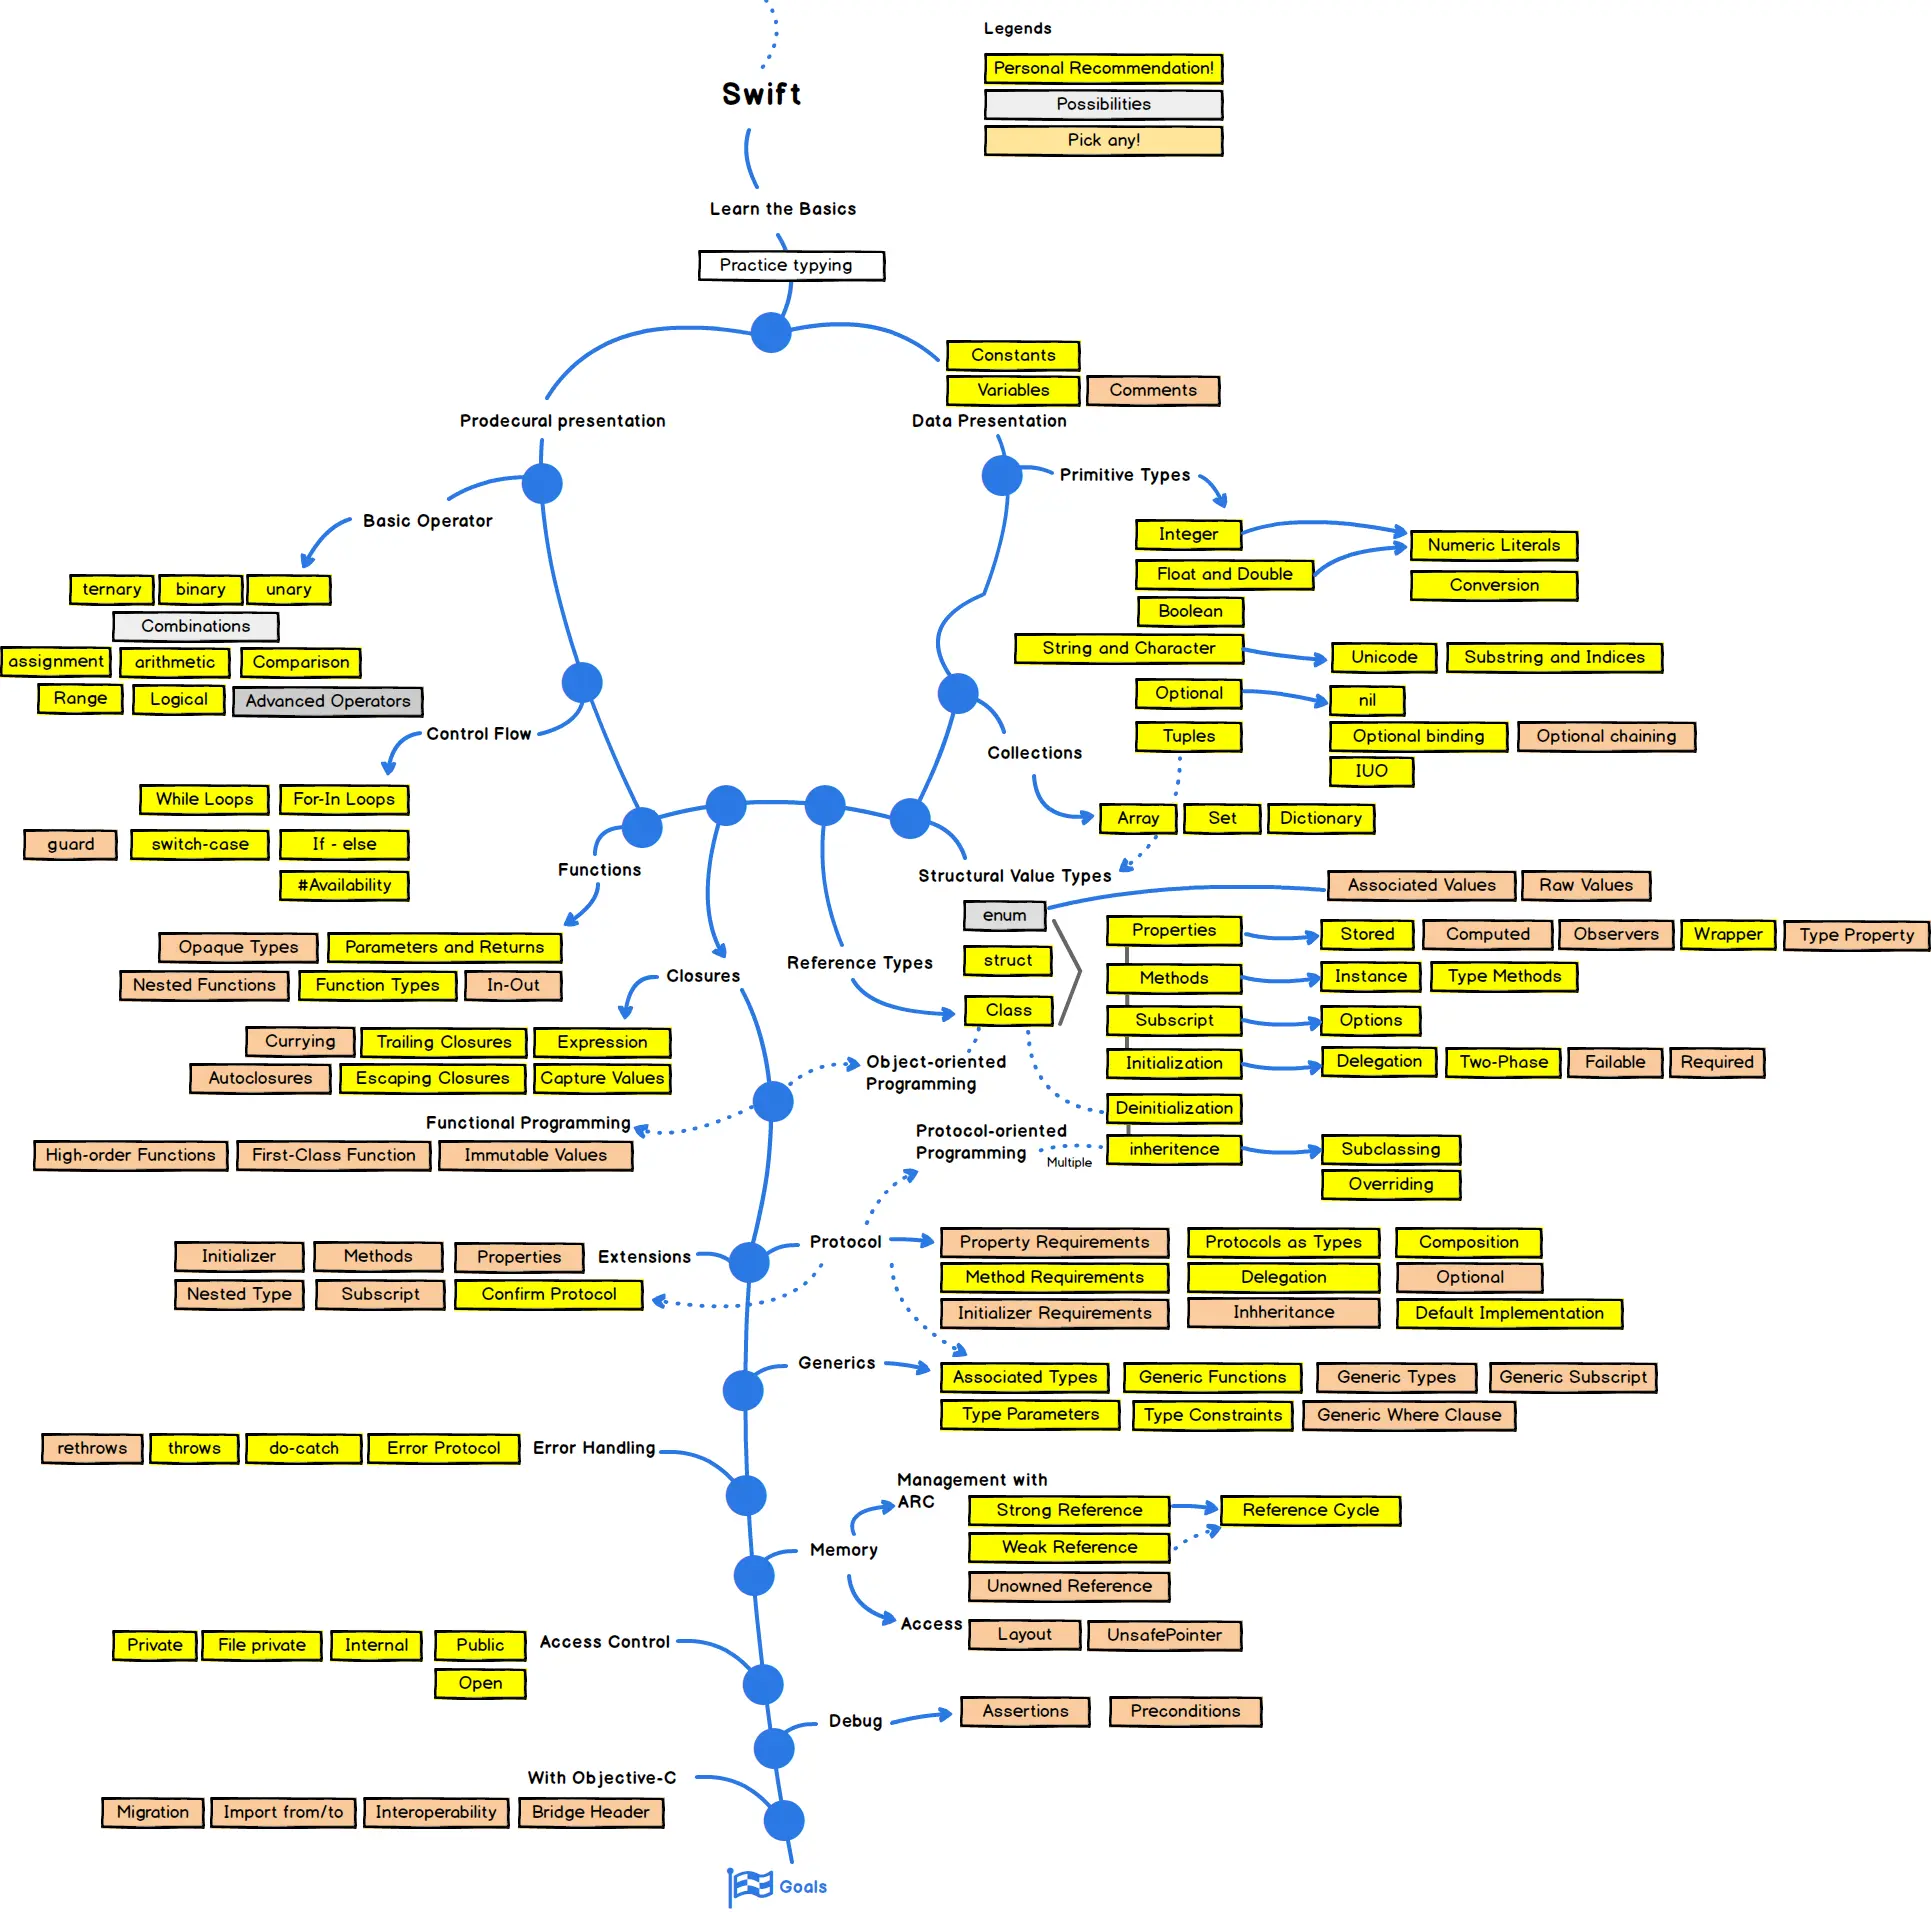 Legends
Personal Recommendation!
Possibilities
Pick any!
Swift
Learn the Basics
Practice typying
Constants
Variables
Comments
Prodecural presentation
Data Presentation
Primitive Types
Integer
Float and Double
Boolean
String and Character
Optional
Tuples
Numeric Literals
Conversion
Unicode
Substring and Indices
nil
Optional binding
Optional chaining
IUO
Basic Operator
ternary
binary
unary
Combinations
assignment
arithmetic
Comparison
Range
Logical
Advanced Operators
Control Flow
While Loops
For-In Loops
guard
switch-case
If - else
#Availability
Collections
Array
Set
Dictionary
Functions
Opaque Types
Parameters and Returns
Nested Functions
Function Types
In-Out
Structural Value Types
enum
struct
Class
Associated Values
Raw Values
Reference Types
Properties
Stored
Computed
Observers
Wrapper
Type Property
Methods
Instance
Type Methods
Subscript
Options
Initialization
Delegation
Two-Phase
Failable
Required
Deinitialization
inheritence
Subclassing
Overriding
Closures
Currying
Trailing Closures
Expression
Autoclosures
Escaping Closures
Capture Values
Object-oriented
Programming
Functional Programming
High-order Functions
First-Class Function
Immutable Values
Protocol-oriented
Programming
Multiple
Extensions
Initializer
Methods
Properties
Nested Type
Subscript
Confirm Protocol
Protocol
Property Requirements
Protocols as Types
Composition
Method Requirements
Delegation
Optional
Initializer Requirements
Inhheritance
Default Implementation
Generics
Associated Types
Generic Functions
Generic Types
Generic Subscript
Type Parameters
Type Constraints
Generic Where Clause
rethrows
throws
do-catch
Error Protocol
Error Handling
Memory
Management with
ARC
Strong Reference
Reference Cycle
Weak Reference
Unowned Reference
Access
Layout
UnsafePointer
Private
File private
Internal
Public
Access Control
Open
Debug
Assertions
Preconditions
With Objective-C
Migration
Import from/to
Interoperability
Bridge Header
Goals